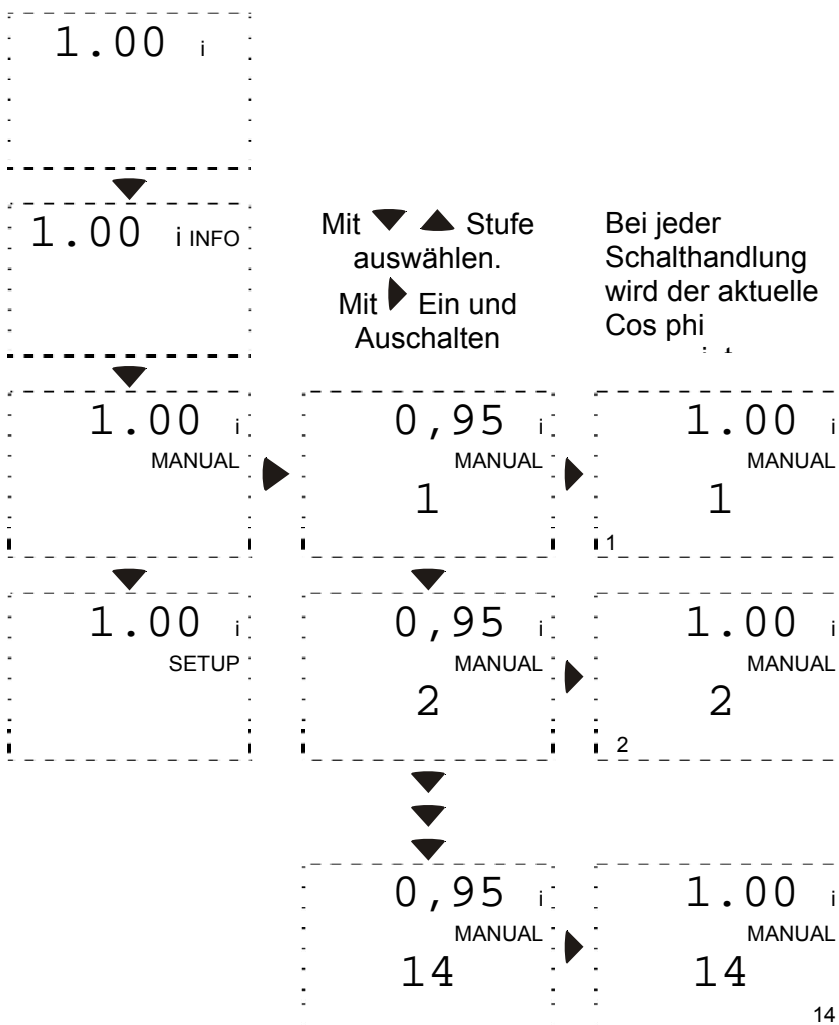 1.00 i
1.00 i INFO
Mit Stufe
auswählen.
Mit Ein und
Auschalten
Bei jeder
Schalthandlung
wird der aktuelle
Cos phi
1.00 i
MANUAL
0,95 i
MANUAL
1
1.00 i
MANUAL
1
1
1.00 i
SETUP
0,95 i
MANUAL
2
1.00 i
MANUAL
2
2
0,95 i
MANUAL
14
1.00 i
MANUAL
14
14